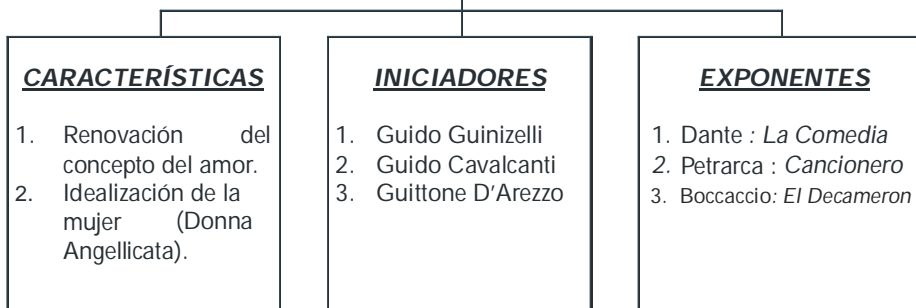 CARACTERÍSTICAS
1. Renovación del
concepto del amor.
2. Idealización de la
mujer (Donna
Angellicata).
INICIADORES
1. Guido Guinizelli
2. Guido Cavalcanti
3. Guittone D'Arezzo
EXPONENTES
1. Dante : La Comedia
2. Petrarca : Cancionero
3. Boccaccio: El Decameron